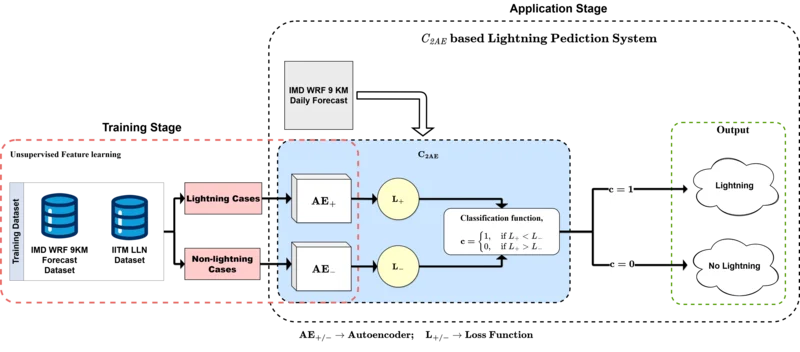 Application Stage
C2AE based Lightning Pediction System
IMD WRF 9 KM
Daily Forecast
Training Stage
Unsupervised Feature learning
C2AE
Output
Training Dataset
IMD WRF 9KM
Forecast
Dataset
IITM LLN
Dataset
Lightning Cases
Non-lightning
Cases
AE+
AE−
L+
L−
Classification function,
c = {1, if L+ < L−
0, if L+ > L−
c = 1
c = 0
Lightning
No Lightning
AE+/− → Autoencoder; L+/− → Loss Function